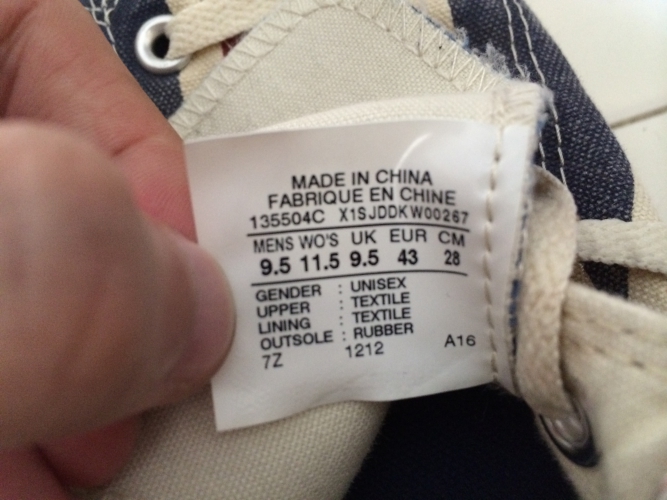 MADE IN CHINA
FABRIQUE EN CHINE
135504C X1SJDDKW00267
MENS WO'S UK EUR CM
9.5 11.5 9.5 43 28
GENDER : UNISEX
UPPER : TEXTILE
LINING : TEXTILE
OUTSOLE : RUBBER
7Z 1212 A16